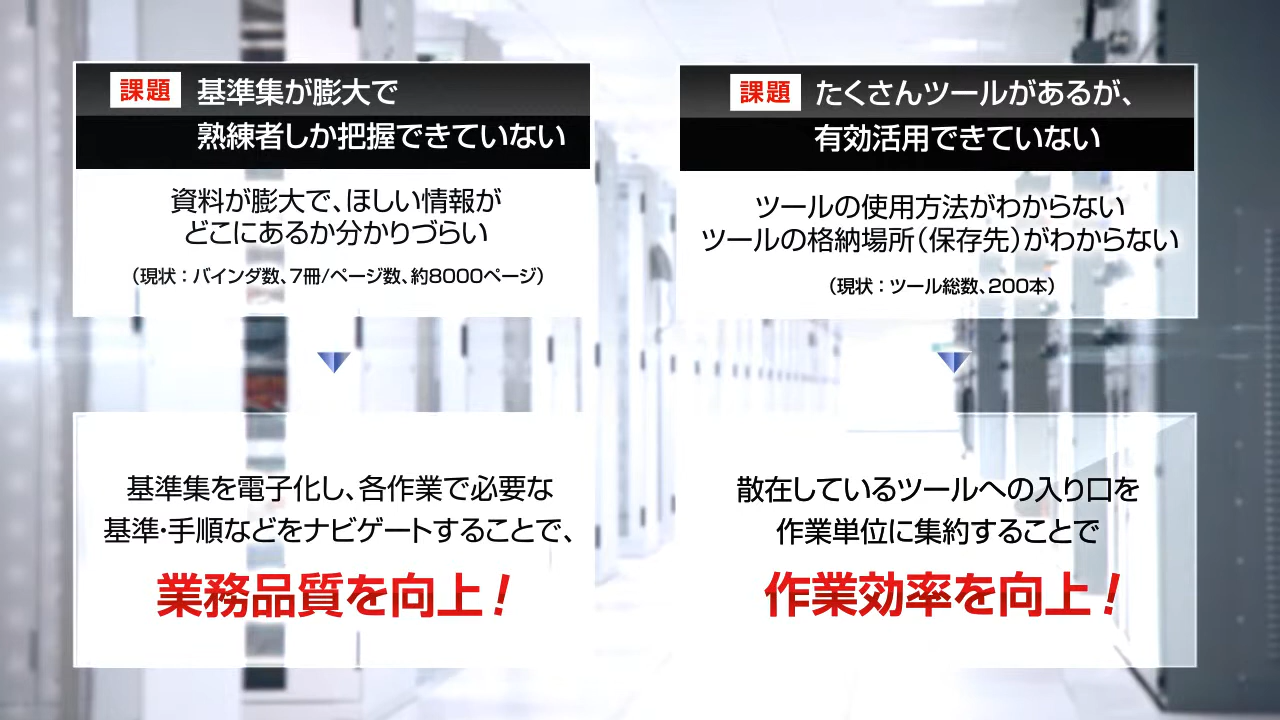 課題 基準集が膨大で
熟練者しか把握できていない
資料が膨大で、ほしい情報が
どこにあるか分かりづらい
（現状：バインダ数、7冊/ページ数、約8000ページ）
基準集を電子化し、各作業で必要な
基準・手順などをナビゲートすることで、
業務品質を向上！
課題 たくさんツールがあるが、
有効活用できていない
ツールの使用方法がわからない
ツールの格納場所（保存先）がわからない
（現状：ツール総数、200本）
散在しているツールへの入り口を
作業単位に集約することで
作業効率を向上！